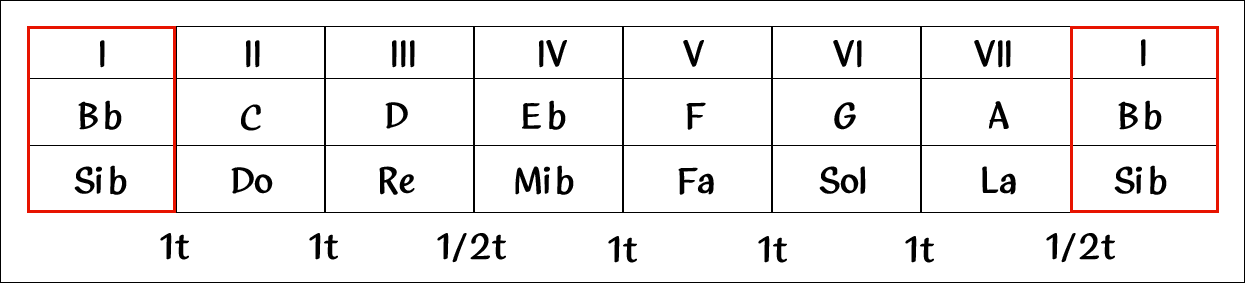 I II III IV V VI VII I
Bb C D Eb F G A Bb
Sib Do Re Mib Fa Sol La Sib
1t 1t 1/2t 1t 1t 1t 1/2t